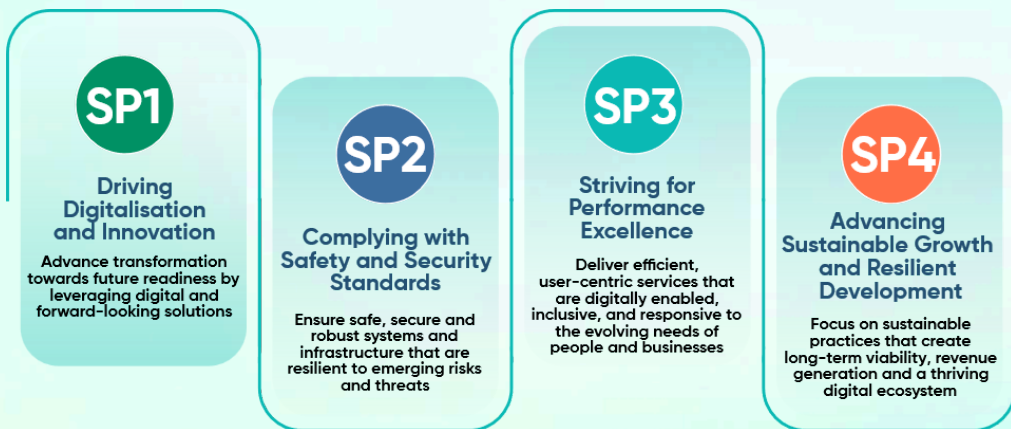 SP1
Driving
Digitalisation
and Innovation
Advance transformation
towards future readiness by
leveraging digital and
forward-looking solutions
SP2
Complying with
Safety and Security
Standards
Ensure safe, secure and
robust systems and
infrastructure that are
resilient to emerging risks
and threats
SP3
Striving for
Performance
Excellence
Deliver efficient,
user-centric services that
are digitally enabled,
inclusive, and responsive to
the evolving needs of
people and businesses
SP4
Advancing
Sustainable Growth
and Resilient
Development
Focus on sustainable
practices that create
long-term viability, revenue
generation and a thriving
digital ecosystem